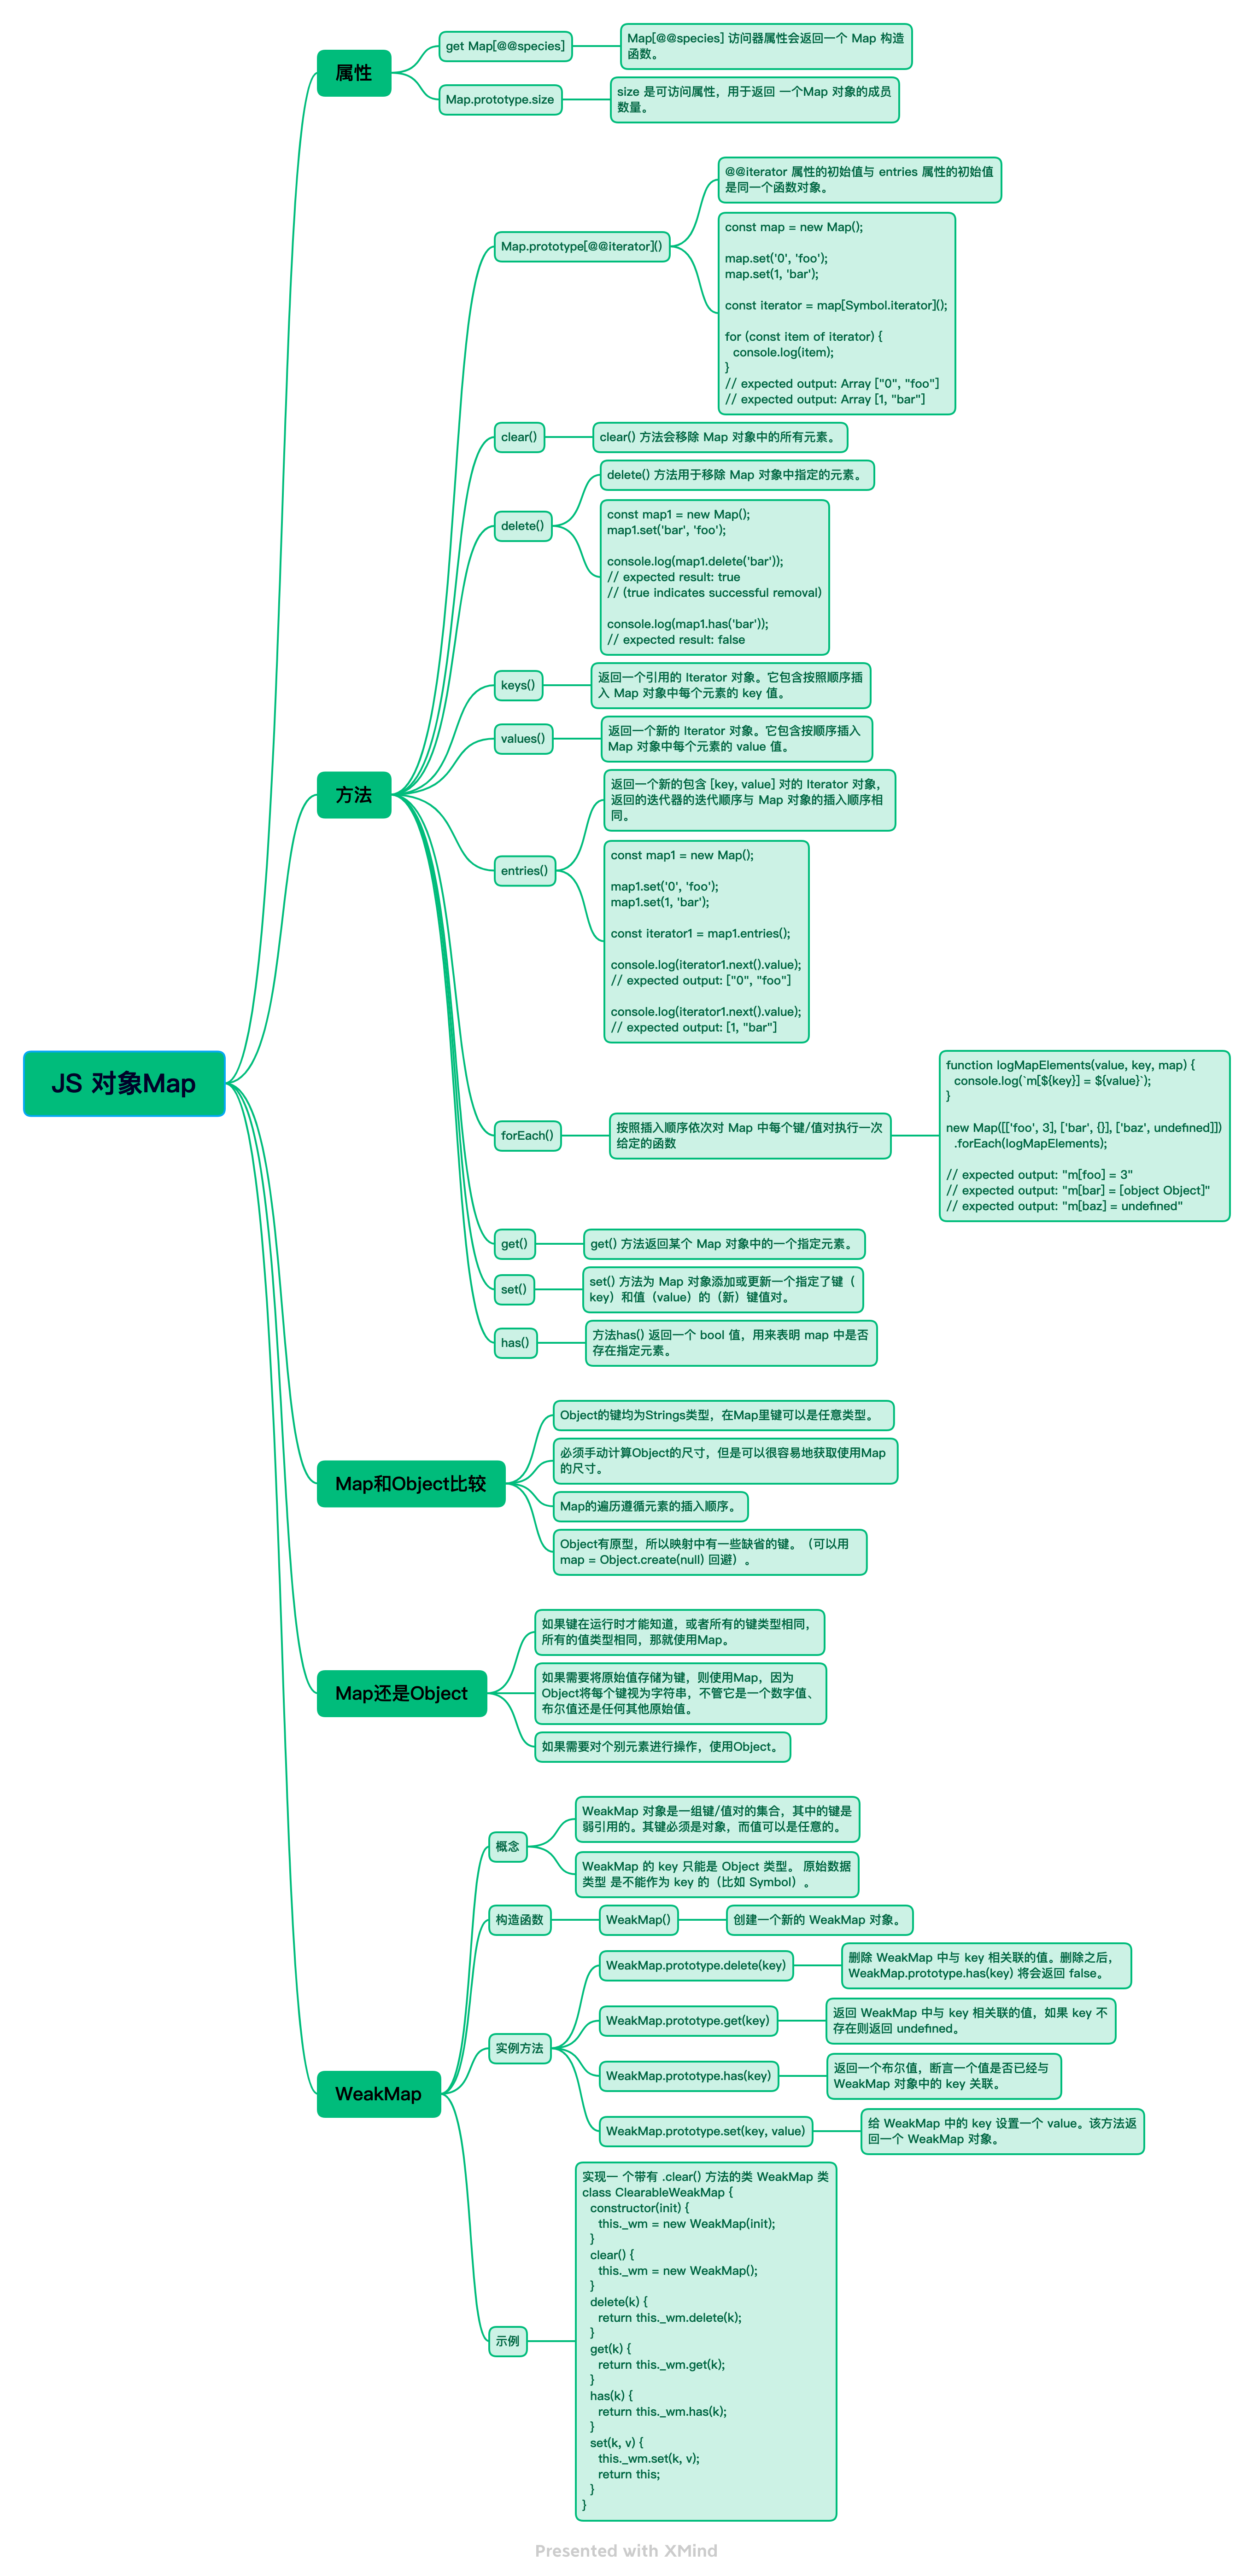 属性
get Map[@@species]
Map[@@species] 访问器属性会返回一个 Map 构造
函数。
Map.prototype.size
size 是可访问属性，用于返回 一个Map 对象的成员
数量。
方法
Map.prototype[@@iterator]()
@@iterator 属性的初始值与 entries 属性的初始值
是同一个函数对象。
const map = new Map();
map.set('0', 'foo');
map.set(1, 'bar');
const iterator = map[Symbol.iterator]();
for (const item of iterator) {
console.log(item);
}
// expected output: Array ["0", "foo"]
// expected output: Array [1, "bar"]
clear()
clear() 方法会移除 Map 对象中的所有元素。
delete()
delete() 方法用于移除 Map 对象中指定的元素。
const map1 = new Map();
map1.set('bar', 'foo');
console.log(map1.delete('bar'));
// expected result: true
// (true indicates successful removal)
console.log(map1.has('bar'));
// expected result: false
keys()
返回一个引用的 Iterator 对象。它包含按照顺序插
入 Map 对象中每个元素的 key 值。
values()
返回一个新的 Iterator 对象。它包含按顺序插入
Map 对象中每个元素的 value 值。
entries()
返回一个新的包含 [key, value] 对的 Iterator 对象，
返回的迭代器的迭代顺序与 Map 对象的插入顺序相
同。
const map1 = new Map();
map1.set('0', 'foo');
map1.set(1, 'bar');
const iterator1 = map1.entries();
console.log(iterator1.next().value);
// expected output: ["0", "foo"]
console.log(iterator1.next().value);
// expected output: [1, "bar"]
JS 对象Map
forEach()
按照插入顺序依次对 Map 中每个键/值对执行一次
给定的函数
function logMapElements(value, key, map) {
console.log(`m[${key}] = ${value}`);
}
new Map([['foo', 3], ['bar', {}], ['baz', undefined]])
.forEach(logMapElements);
// expected output: "m[foo] = 3"
// expected output: "m[bar] = [object Object]"
// expected output: "m[baz] = undefined"
get()
get() 方法返回某个 Map 对象中的一个指定元素。
set()
set() 方法为 Map 对象添加或更新一个指定了键（
key）和值（value）的（新）键值对。
has()
方法has() 返回一个 bool 值，用来表明 map 中是否
存在指定元素。
Map和Object比较
Object的键均为Strings类型，在Map里键可以是任意类型。
必须手动计算Object的尺寸，但是可以很容易地获取使用Map
的尺寸。
Map的遍历遵循元素的插入顺序。
Object有原型，所以映射中有一些缺省的键。（可以用
map = Object.create(null) 回避）。
Map还是Object
如果键在运行时才能知道，或者所有的键类型相同，
所有的值类型相同，那就使用Map。
如果需要将原始值存储为键，则使用Map，因为
Object将每个键视为字符串，不管它是一个数字值、
布尔值还是任何其他原始值。
如果需要对个别元素进行操作，使用Object。
WeakMap
概念
WeakMap 对象是一组键/值对的集合，其中的键是
弱引用的。其键必须是对象，而值可以是任意的。
WeakMap 的 key 只能是 Object 类型。 原始数据
类型 是不能作为 key 的（比如 Symbol）。
构造函数
WeakMap()
创建一个新的 WeakMap 对象。
实例方法
WeakMap.prototype.delete(key)
删除 WeakMap 中与 key 相关联的值。删除之后，
WeakMap.prototype.has(key) 将会返回 false。
WeakMap.prototype.get(key)
返回 WeakMap 中与 key 相关联的值，如果 key 不
存在则返回 undefined。
WeakMap.prototype.has(key)
返回一个布尔值，断言一个值是否已经与
WeakMap 对象中的 key 关联。
WeakMap.prototype.set(key, value)
给 WeakMap 中的 key 设置一个 value。该方法返
回一个 WeakMap 对象。
示例
实现一 个带有 .clear() 方法的类 WeakMap 类
class ClearableWeakMap {
constructor(init) {
this._wm = new WeakMap(init);
}
clear() {
this._wm = new WeakMap();
}
delete(k) {
return this._wm.delete(k);
}
get(k) {
return this._wm.get(k);
}
has(k) {
return this._wm.has(k);
}
set(k, v) {
this._wm.set(k, v);
return this;
}
}
Presented with XMind